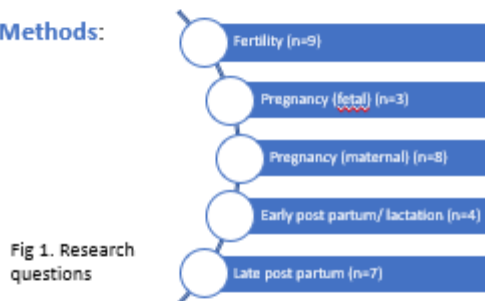 Methods:
Fertility (n=9)
Pregnancy (fetal) (n=3)
Pregnancy (maternal) (n=8)
Early post partum/ lactation (n=4)
Late post partum (n=7)
Fig 1. Research
questions